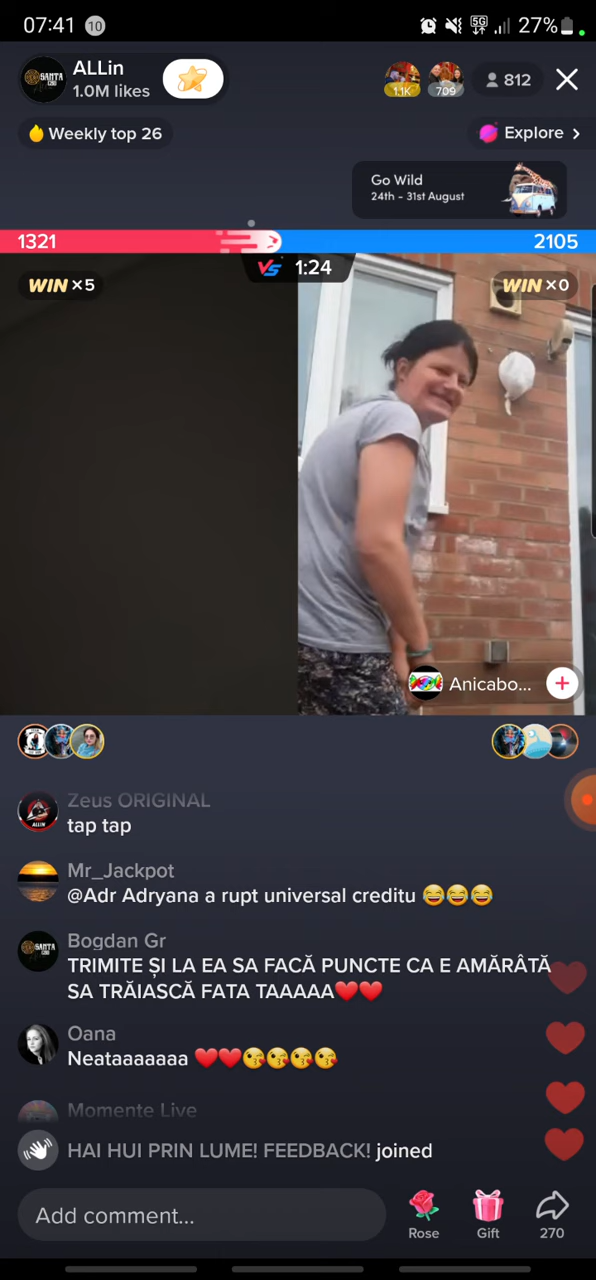 07:41 10 5G 27%
ALLin
1.0M likes
1.1K 709 812
Weekly top 26
Explore
Go Wild
24th - 31st August
1321 2105
VS 1:24
WIN ×5 WIN ×0
SANTA
Anicabo...
Zeus ORIGINAL
tap tap
Mr_Jackpot
@Adr Adryana a rupt universal creditu 😂😂😂
Bogdan Gr
TRIMITE ȘI LA EA SA FACĂ PUNCTE CA E AMĂRÂTĂ
SA TRĂIASCĂ FATA TAAAAA❤️❤️
Oana
Neataaaaaaa ❤️❤️😘😘😘😘
Momente Live
HAI HUI PRIN LUME! FEEDBACK! joined
Add comment...
Rose Gift 270